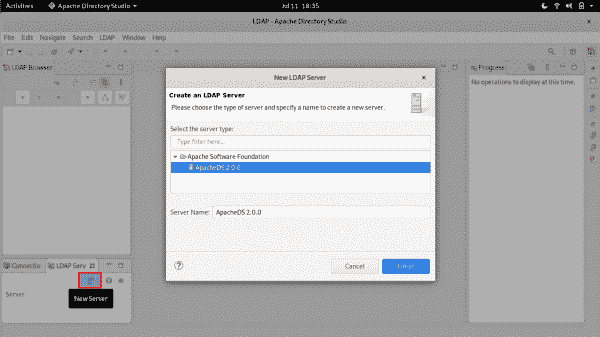 Activities
Apache Directory Studio
Jul 11 18:35
LDAP - Apache Directory Studio
File Edit Navigate Search LDAP Window Help
LDAP Browser
Progress
No operations to display at this time.
New LDAP Server
Create an LDAP Server
Please choose the type of server and specify a name to create a new server.
Select the server type:
Type filter here...
Apache Software Foundation
ApacheDS 2.0.0
Server Name: ApacheDS 2.0.0
Cancel
Finish
Connectio
LDAP Serv
Server
New Server